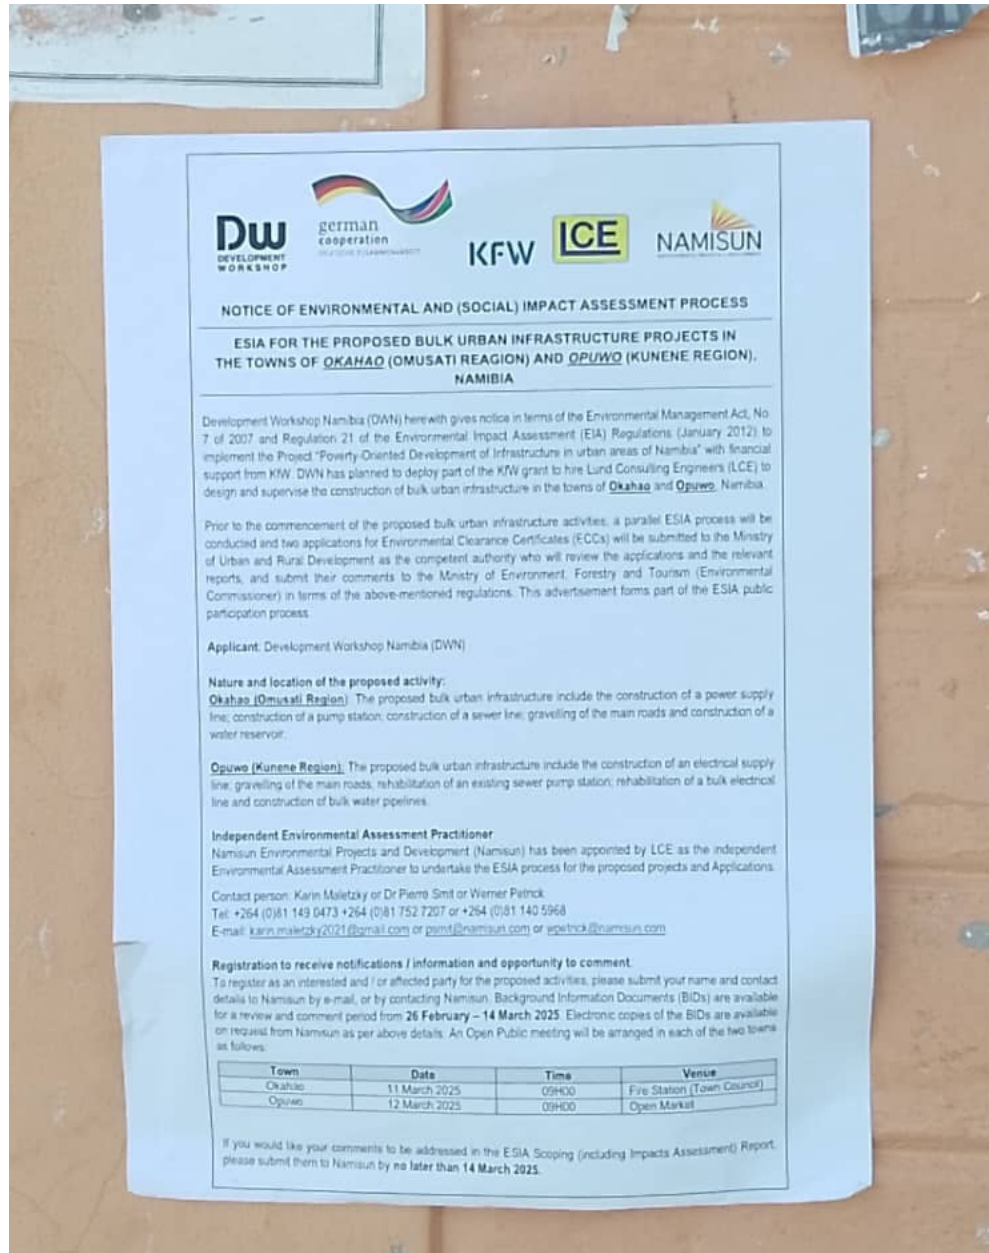 DW
DEVELOPMENT
WORKSHOP
german
cooperation
DEUTSCHE ZUSAMMENARBEIT
KFW
LCE
NAMISUN
NOTICE OF ENVIRONMENTAL AND (SOCIAL) IMPACT ASSESSMENT PROCESS
ESIA FOR THE PROPOSED BULK URBAN INFRASTRUCTURE PROJECTS IN
THE TOWNS OF OKAHAO (OMUSATI REAGION) AND OPUWO (KUNENE REGION),
NAMIBIA
Development Workshop Namibia (DWN) herewith gives notice in terms of the Environmental Management Act, No
7 of 2007 and Regulation 21 of the Environmental Impact Assessment (EIA) Regulations (January 2012) to
implement the Project "Poverty-Oriented Development of Infrastructure in urban areas of Namibia" with financial
support from KfW. DWN has planned to deploy part of the KfW grant to hire Lund Consulting Engineers (LCE) to
design and supervise the construction of bulk urban infrastructure in the towns of Okahao and Opuwo, Namibia.
Prior to the commencement of the proposed bulk urban infrastructure activities, a parallel ESIA process will be
conducted and two applications for Environmental Clearance Certificates (ECCs) will be submitted to the Ministry
of Urban and Rural Development as the competent authority who will review the applications and the relevant
reports, and submit their comments to the Ministry of Environment, Forestry and Tourism (Environmental
Commissioner) in terms of the above-mentioned regulations. This advertisement forms part of the ESIA public
participation process.
Applicant: Development Workshop Namibia (DWN)
Nature and location of the proposed activity:
Okahao (Omusati Region): The proposed bulk urban infrastructure include the construction of a power supply
line; construction of a pump station; construction of a sewer line; gravelling of the main roads and construction of a
water reservoir.
Opuwo (Kunene Region): The proposed bulk urban infrastructure include the construction of an electrical supply
line; gravelling of the main roads; rehabilitation of an existing sewer pump station; rehabilitation of a bulk electrical
line and construction of bulk water pipelines.
Independent Environmental Assessment Practitioner
Namisun Environmental Projects and Development (Namisun) has been appointed by LCE as the independent
Environmental Assessment Practitioner to undertake the ESIA process for the proposed projects and Applications.
Contact person: Karin Maletzky or Dr Pierre Smit or Werner Petrick
Tel: +264 (0)81 149 0473 +264 (0)81 752 7207 or +264 (0)81 140 5968
E-mail: karin.maletzky2021@gmail.com or psmit@namisun.com or wpetrick@namisun.com
Registration to receive notifications / information and opportunity to comment
To register as an interested and / or affected party for the proposed activities, please submit your name and contact
details to Namisun by e-mail, or by contacting Namisun. Background Information Documents (BIDs) are available
for a review and comment period from 26 February – 14 March 2025. Electronic copies of the BIDs are available
on request from Namisun as per above details. An Open Public meeting will be arranged in each of the two towns
as follows:
Town Date Time Venue
Okahao 11 March 2025 09H00 Fire Station (Town Council)
Opuwo 12 March 2025 09H00 Open Market
If you would like your comments to be addressed in the ESIA Scoping (including Impacts Assessment) Report,
please submit them to Namisun by no later than 14 March 2025.